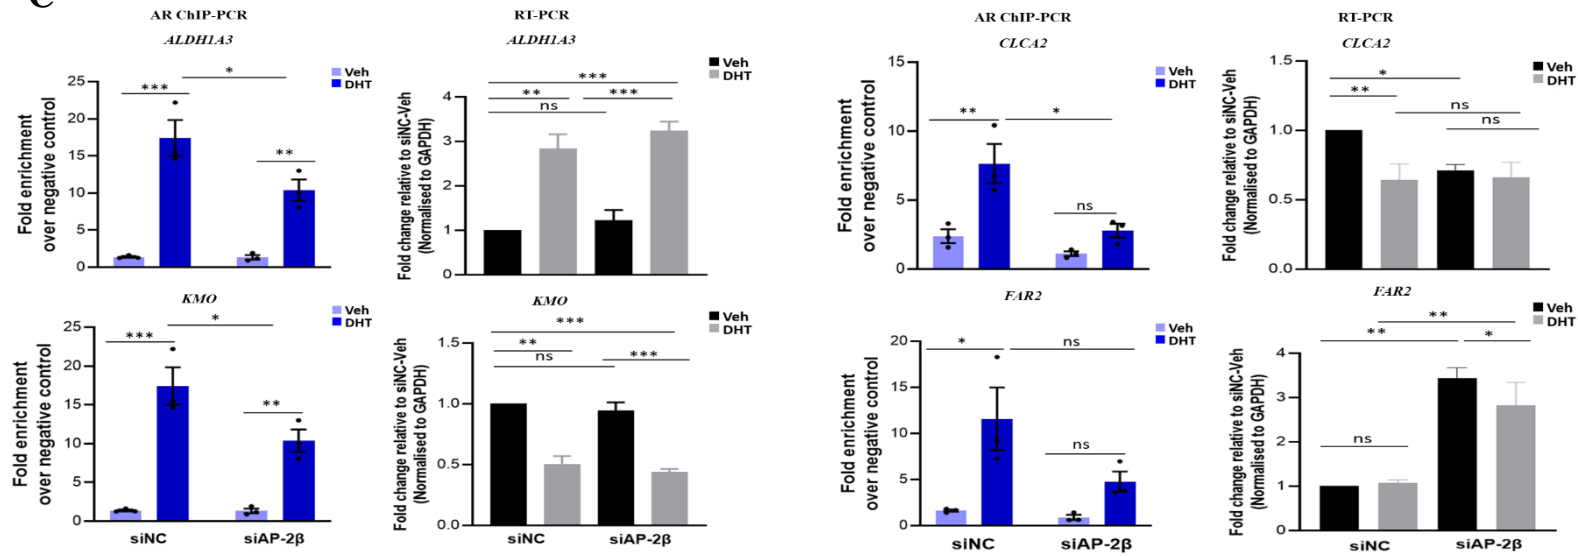 C
AR ChIP-PCR
ALDH1A3
Veh
DHT
Fold enrichment
over negative control
25
20
15
10
5
0
***
*
**
RT-PCR
ALDH1A3
Veh
DHT
Fold change relative to siNC-Veh
(Normalised to GAPDH)
4
3
2
1
0
***
**
***
ns
AR ChIP-PCR
CLCA2
Veh
DHT
Fold enrichment
over negative control
15
10
5
0
**
*
ns
RT-PCR
CLCA2
Veh
DHT
Fold change relative to siNC-Veh
(Normalised to GAPDH)
1.5
1.0
0.5
0.0
*
**
ns
ns
KMO
Veh
DHT
Fold enrichment
over negative control
25
20
15
10
5
0
***
*
**
siNC
siAP-2β
KMO
Veh
DHT
Fold change relative to siNC-Veh
(Normalised to GAPDH)
1.5
1.0
0.5
0.0
***
**
ns
***
siNC
siAP-2β
FAR2
Veh
DHT
Fold enrichment
over negative control
20
15
10
5
0
*
ns
ns
siNC
siAP-2β
FAR2
Veh
DHT
Fold change relative to siNC-Veh
(Normalised to GAPDH)
4
3
2
1
0
**
**
*
ns
siNC
siAP-2β